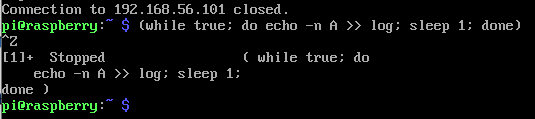 Connection to 192.168.56.101 closed.
pi@raspberry:~ $ (while true; do echo -n A >> log; sleep 1; done)
^Z
[1]+  Stopped                 ( while true; do
    echo -n A >> log; sleep 1;
done )
pi@raspberry:~ $